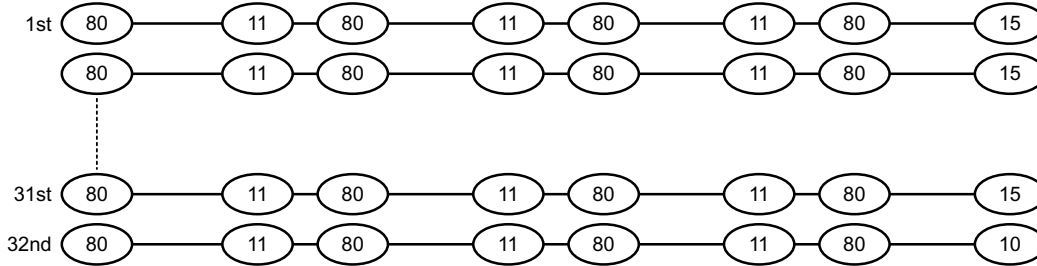 1st 80 11 80 11 80 11 80 15
80 11 80 11 80 11 80 15
31st 80 11 80 11 80 11 80 15
32nd 80 11 80 11 80 11 80 10